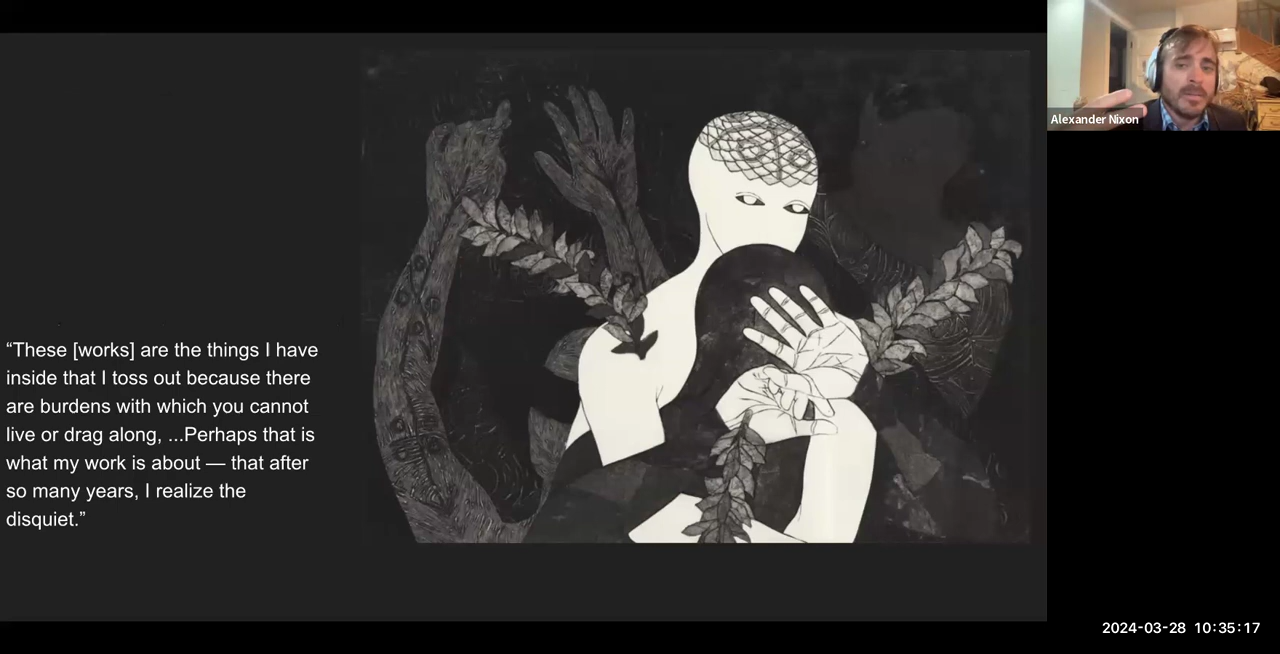 “These [works] are the things I have
inside that I toss out because there
are burdens with which you cannot
live or drag along, ...Perhaps that is
what my work is about — that after
so many years, I realize the
disquiet.”
Alexander Nixon
2024-03-28 10:35:17